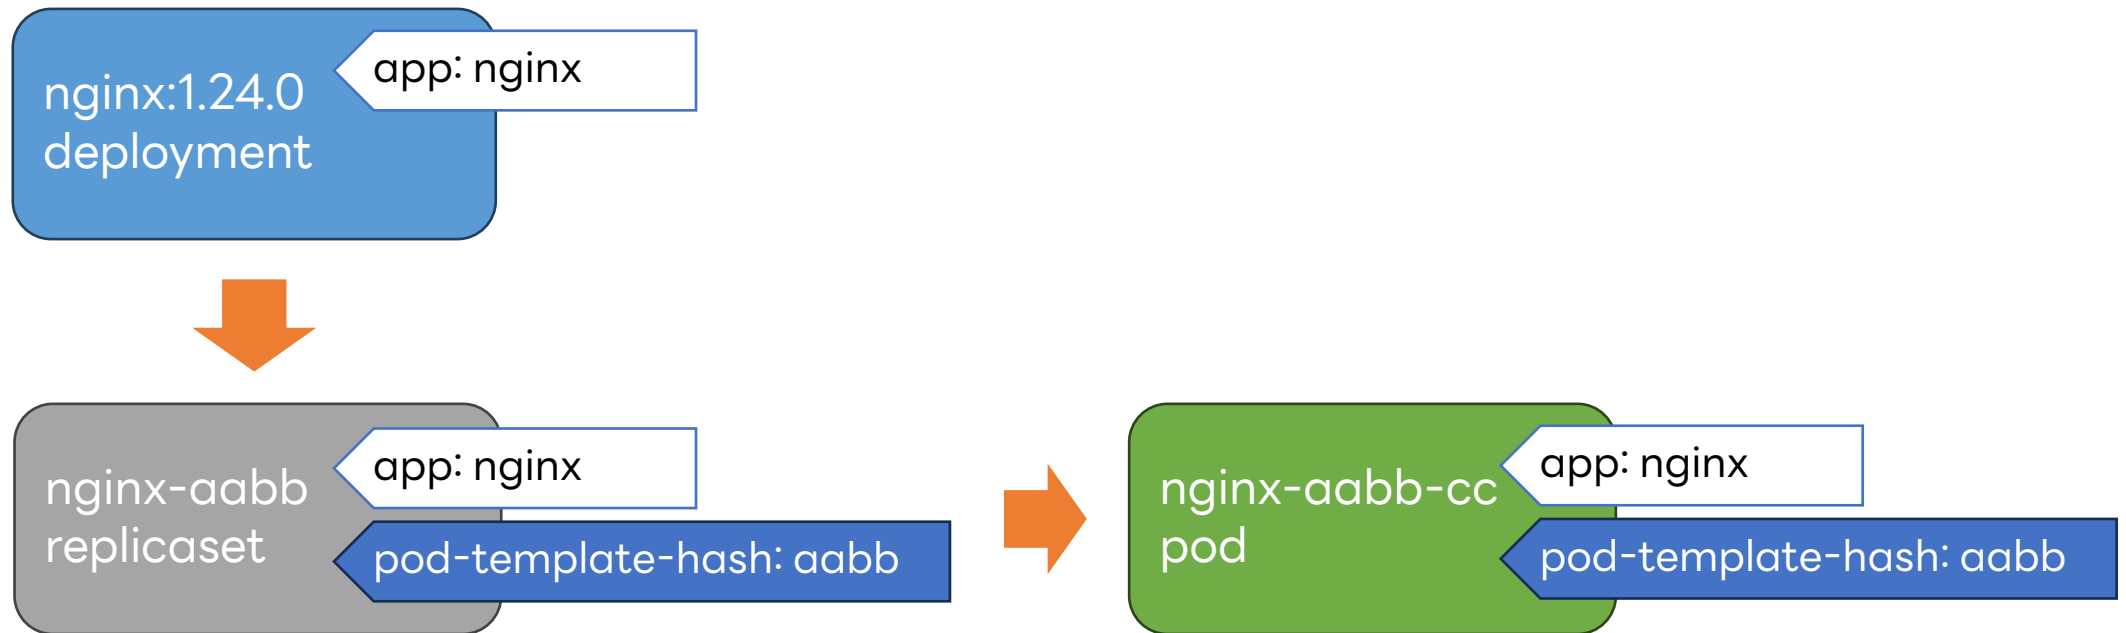 nginx:1.24.0
deployment
app: nginx
nginx-aabb
replicaset
app: nginx
pod-template-hash: aabb
nginx-aabb-cc
pod
app: nginx
pod-template-hash: aabb